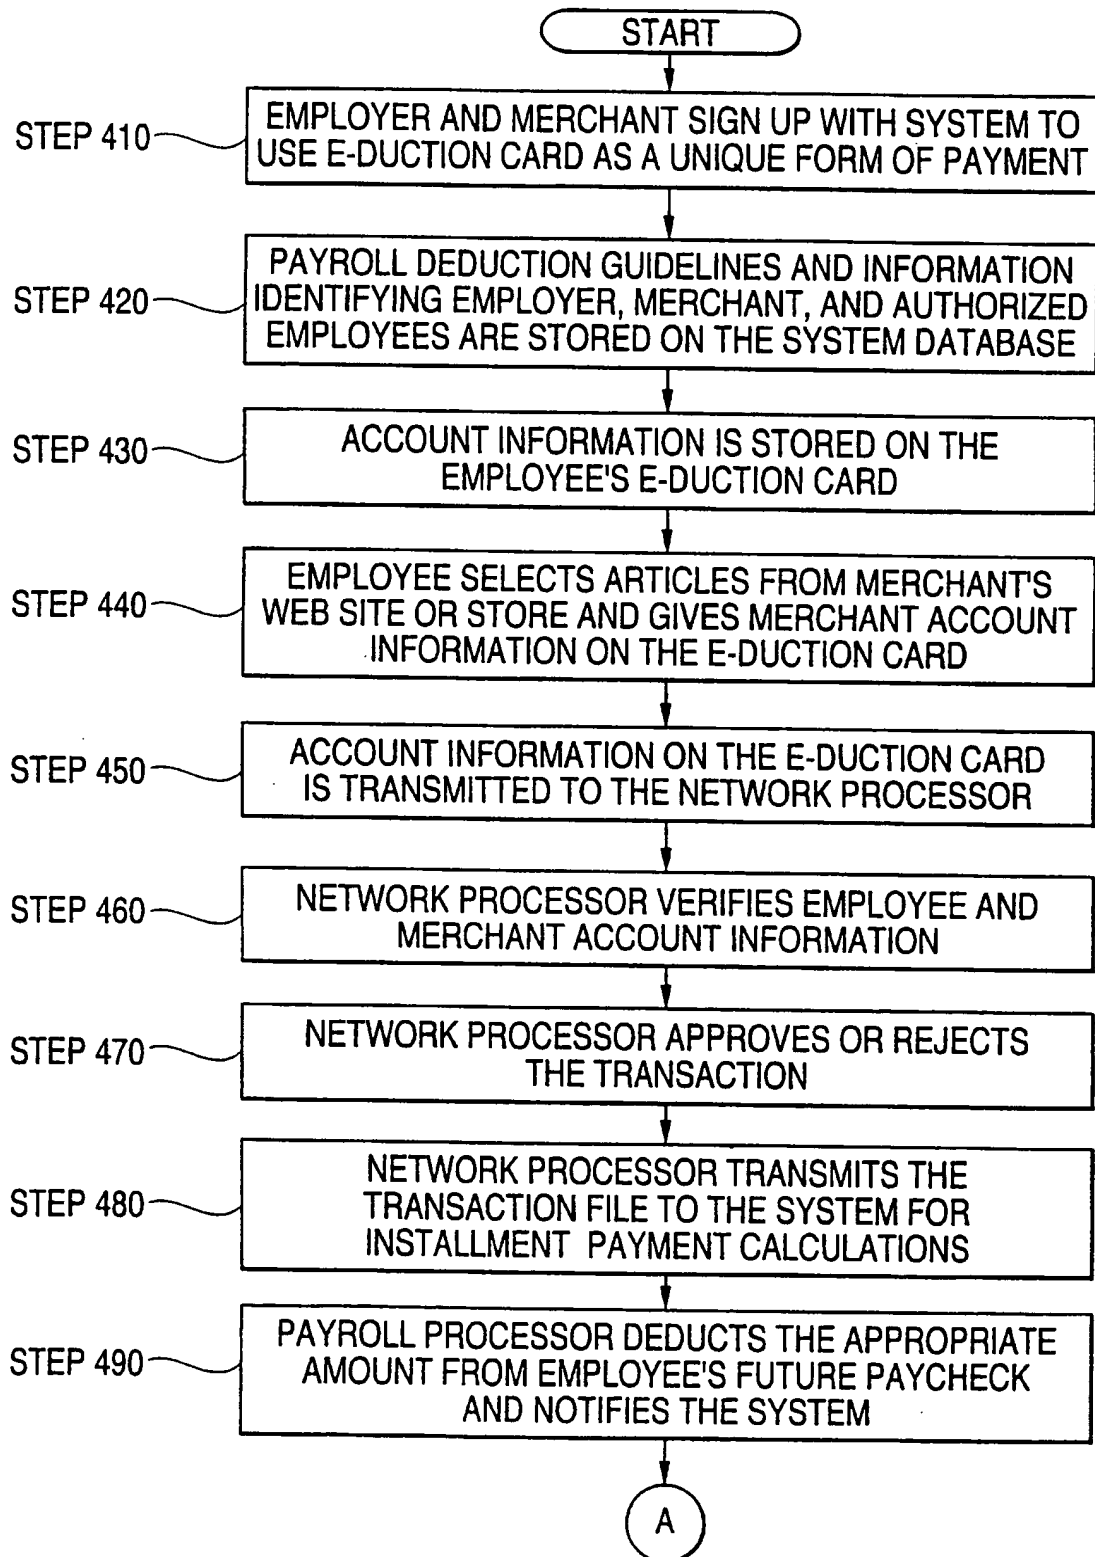 START
STEP 410
EMPLOYER AND MERCHANT SIGN UP WITH SYSTEM TO
USE E-DUCTION CARD AS A UNIQUE FORM OF PAYMENT
STEP 420
PAYROLL DEDUCTION GUIDELINES AND INFORMATION
IDENTIFYING EMPLOYER, MERCHANT, AND AUTHORIZED
EMPLOYEES ARE STORED ON THE SYSTEM DATABASE
STEP 430
ACCOUNT INFORMATION IS STORED ON THE
EMPLOYEE'S E-DUCTION CARD
STEP 440
EMPLOYEE SELECTS ARTICLES FROM MERCHANT'S
WEB SITE OR STORE AND GIVES MERCHANT ACCOUNT
INFORMATION ON THE E-DUCTION CARD
STEP 450
ACCOUNT INFORMATION ON THE E-DUCTION CARD
IS TRANSMITTED TO THE NETWORK PROCESSOR
STEP 460
NETWORK PROCESSOR VERIFIES EMPLOYEE AND
MERCHANT ACCOUNT INFORMATION
STEP 470
NETWORK PROCESSOR APPROVES OR REJECTS
THE TRANSACTION
STEP 480
NETWORK PROCESSOR TRANSMITS THE
TRANSACTION FILE TO THE SYSTEM FOR
INSTALLMENT PAYMENT CALCULATIONS
STEP 490
PAYROLL PROCESSOR DEDUCTS THE APPROPRIATE
AMOUNT FROM EMPLOYEE'S FUTURE PAYCHECK
AND NOTIFIES THE SYSTEM
A